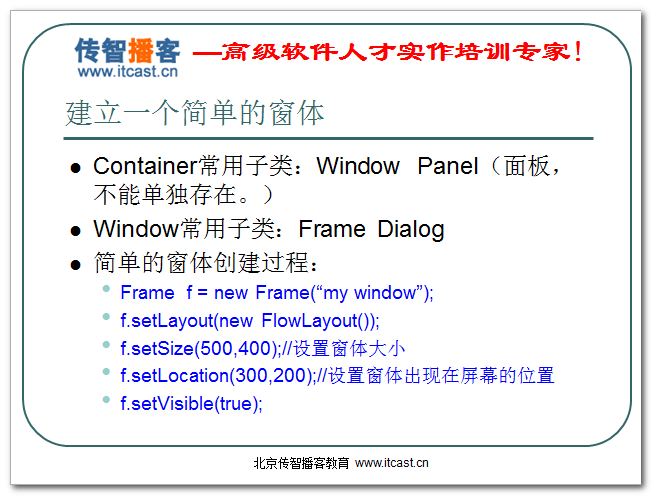 传智播客 —高级软件人才实作培训专家!
www.itcast.cn
建立一个简单的窗体
Container常用子类：Window Panel（面板，
不能单独存在。）
Window常用子类：Frame Dialog
简单的窗体创建过程：
Frame f = new Frame(“my window”);
f.setLayout(new FlowLayout());
f.setSize(500,400);//设置窗体大小
f.setLocation(300,200);//设置窗体出现在屏幕的位置
f.setVisible(true);
北京传智播客教育 www.itcast.cn